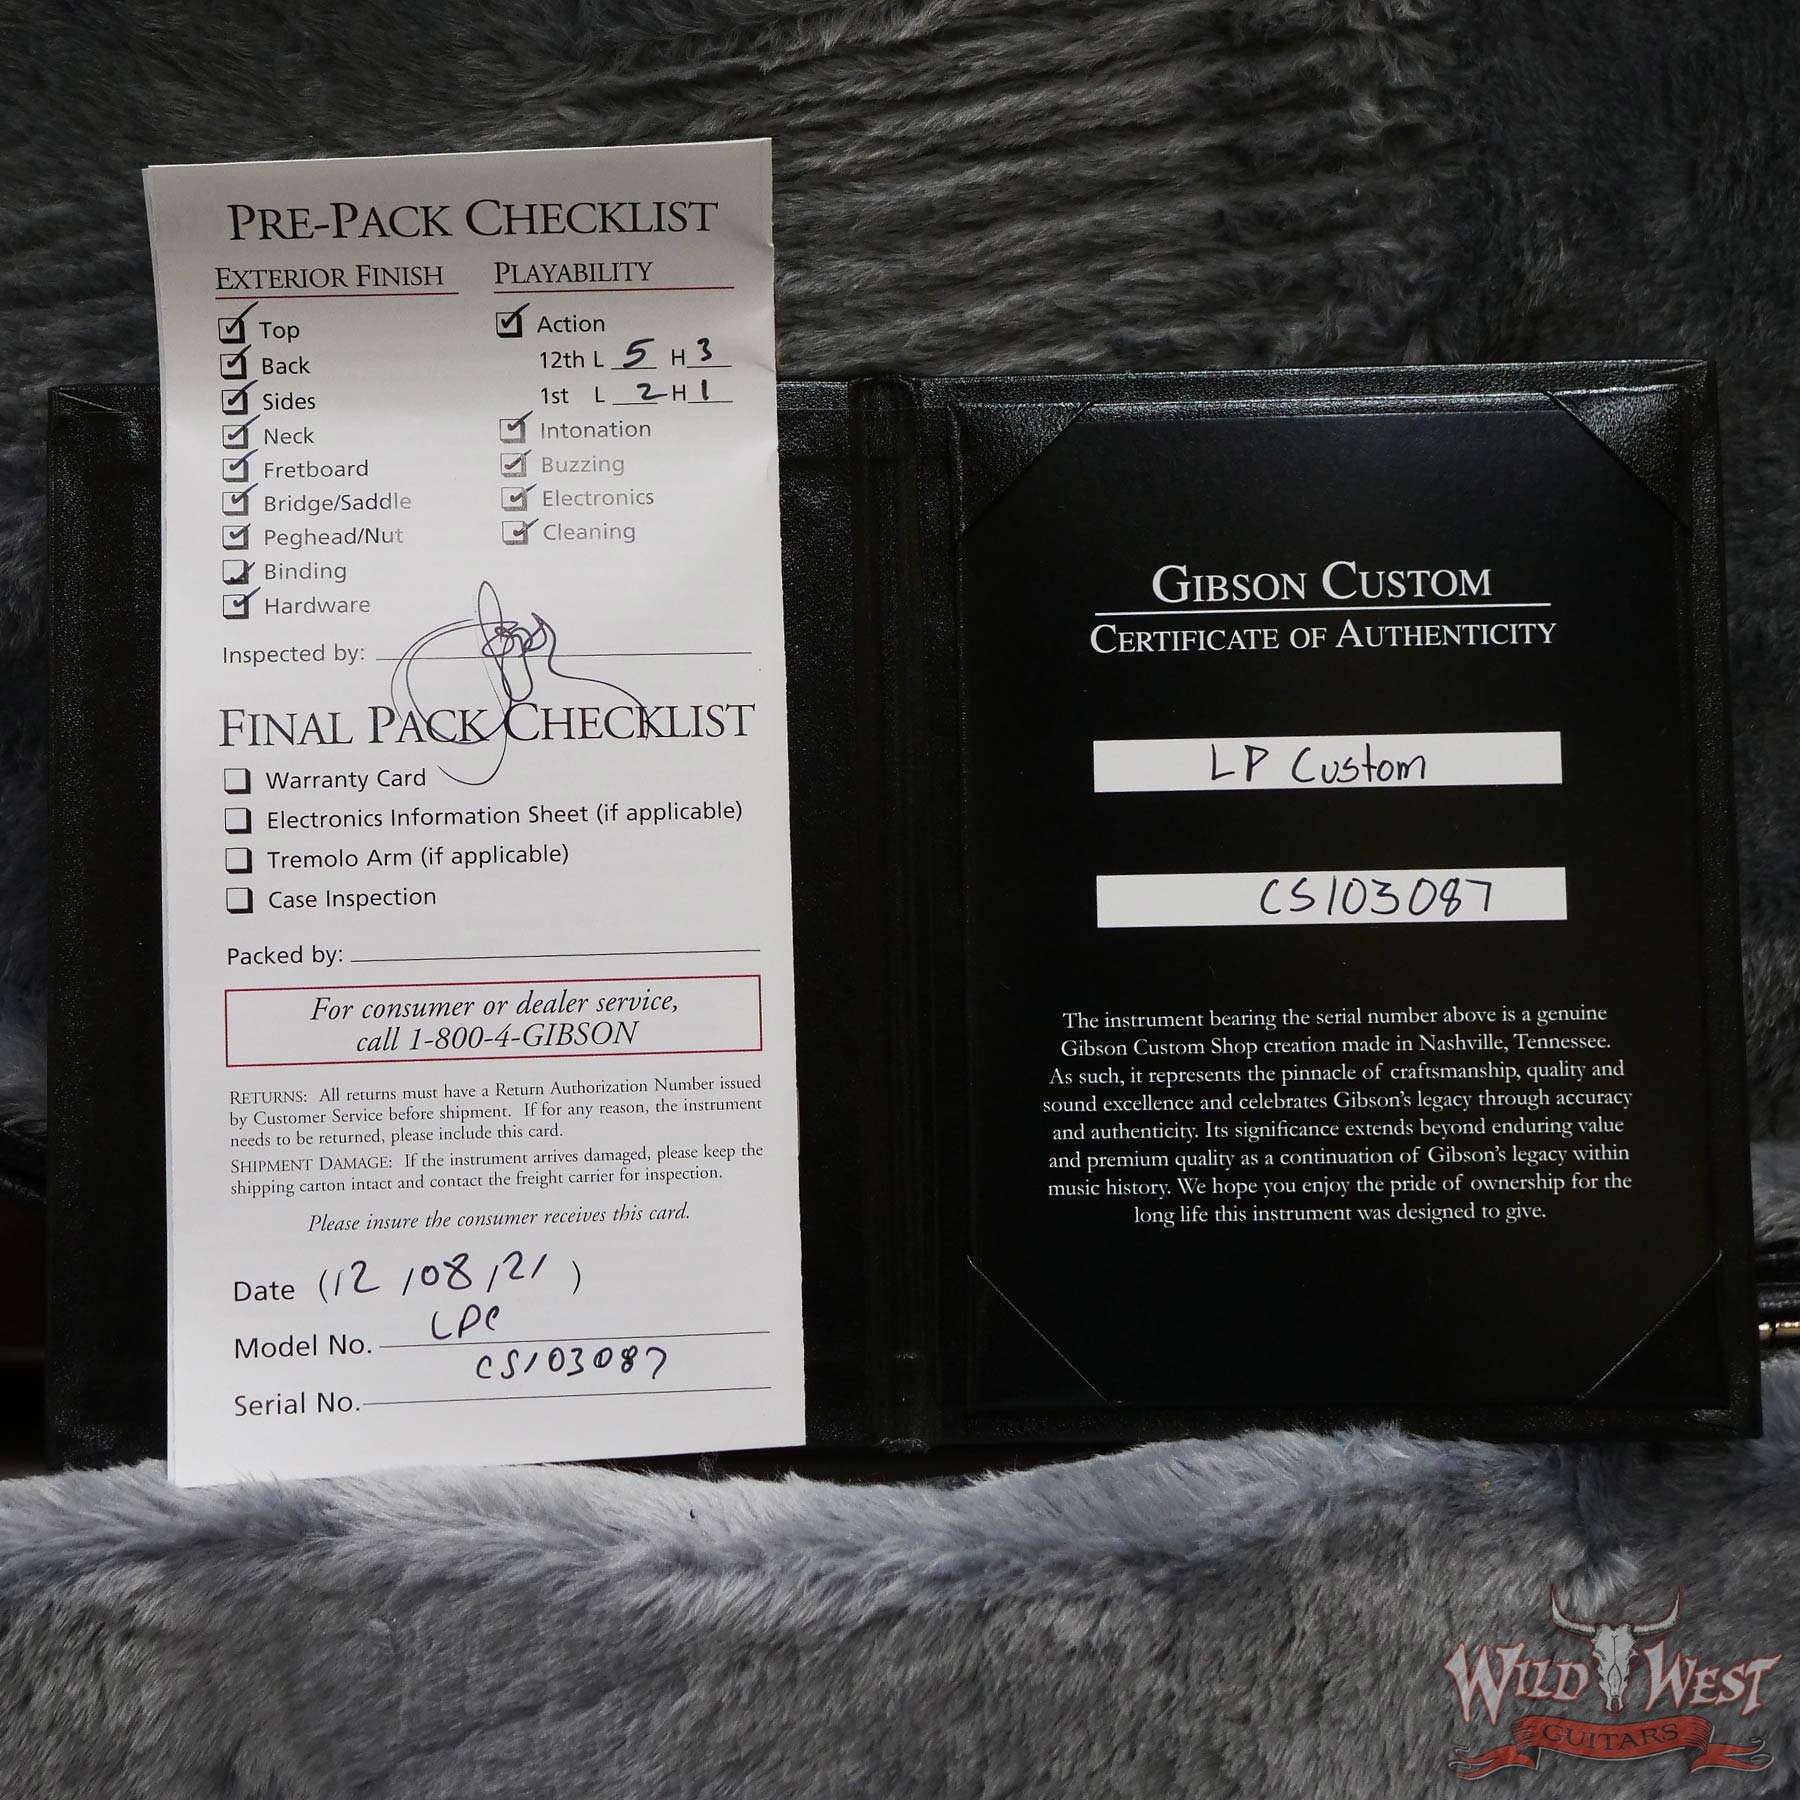 PRE-PACK CHECKLIST
EXTERIOR FINISH
Top
Back
Sides
Neck
Fretboard
Bridge/Saddle
Peghead/Nut
Binding
Hardware
PLAYABILITY
Action
12th L 5 H 3
1st L 2 H 1
Intonation
Buzzing
Electronics
Cleaning
Inspected by:
FINAL PACK CHECKLIST
Warranty Card
Electronics Information Sheet (if applicable)
Tremolo Arm (if applicable)
Case Inspection
Packed by:
For consumer or dealer service,
call 1-800-4-GIBSON
RETURNS: All returns must have a Return Authorization Number issued
by Customer Service before shipment. If for any reason, the instrument
needs to be returned, please include this card.
SHIPMENT DAMAGE: If the instrument arrives damaged, please keep the
shipping carton intact and contact the freight carrier for inspection.
Please insure the consumer receives this card.
Date (12/08/21)
Model No. LPC
Serial No. CS103087
GIBSON CUSTOM
CERTIFICATE OF AUTHENTICITY
LP Custom
CS103087
The instrument bearing the serial number above is a genuine
Gibson Custom Shop creation made in Nashville, Tennessee.
As such, it represents the pinnacle of craftsmanship, quality and
sound excellence and celebrates Gibson's legacy through accuracy
and authenticity. Its significance extends beyond enduring value
and premium quality as a continuation of Gibson's legacy within
music history. We hope you enjoy the pride of ownership for the
long life this instrument was designed to give.
WILD WEST
GUITARS